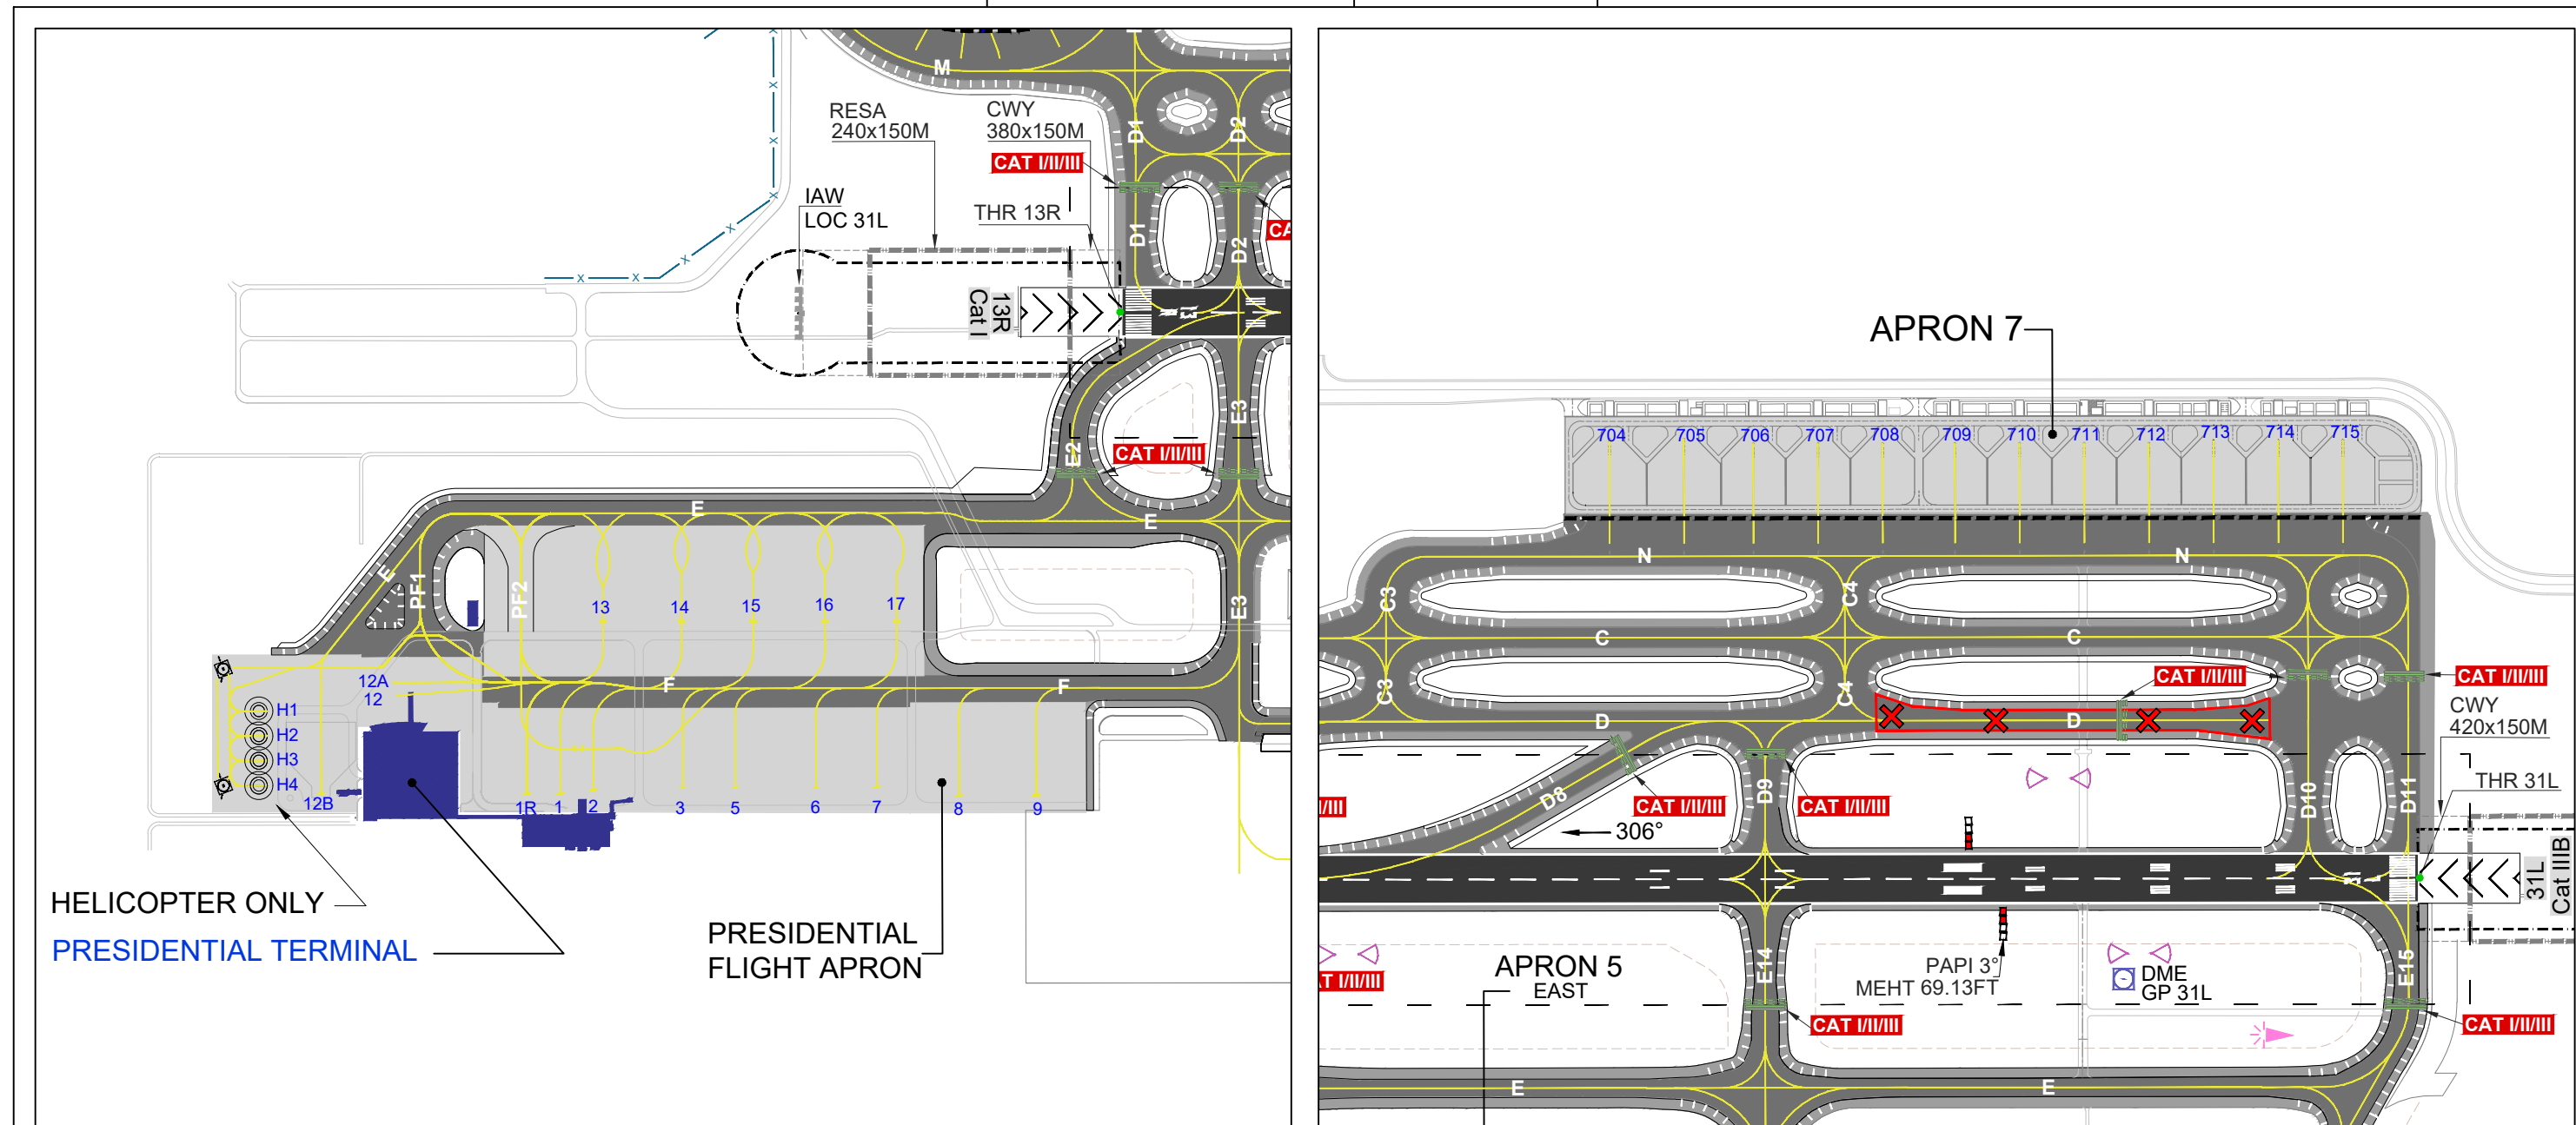 M
RESA
240x150M
CWY
380x150M
D1
D2
CAT I/II/III
IAW
LOC 31L
THR 13R
D1
D2
13R
Cat I
E2
E3
CAT I/II/III
E
E
E
PF1
PF2
13
14
15
16
17
E3
12A
12
F
F
H1
H2
H3
H4
12B
1R
1
2
3
5
6
7
8
9
HELICOPTER ONLY
PRESIDENTIAL TERMINAL
PRESIDENTIAL
FLIGHT APRON
APRON 7
704
705
706
707
708
709
710
711
712
713
714
715
N
N
C3
C4
C
C
C3
C4
CAT I/II/III
CAT I/II/III
D
D
CWY
420x150M
THR 31L
D8
D9
D10
D11
CAT I/II/III
CAT I/II/III
306°
31L
Cat IIIB
APRON 5
EAST
E14
PAPI 3°
MEHT 69.13FT
DME
GP 31L
E15
CAT I/II/III
CAT I/II/III
E
E